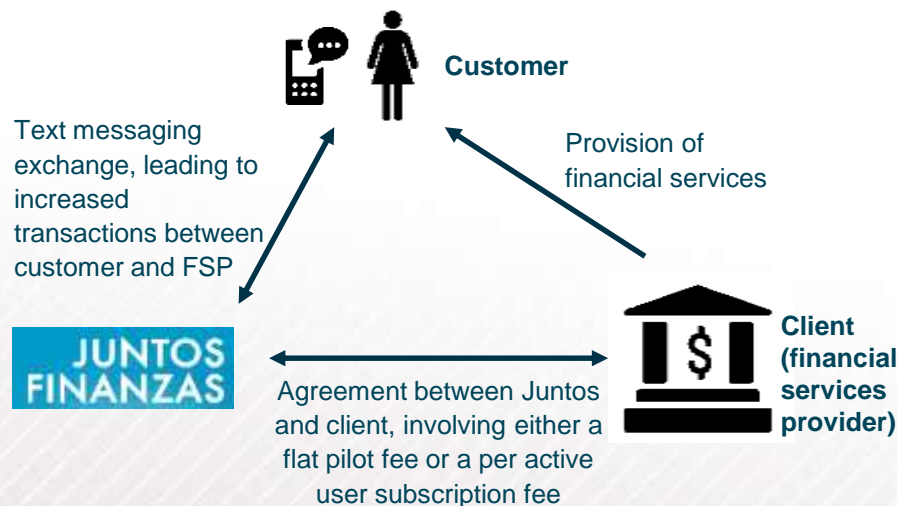 Customer
Text messaging
exchange, leading to
increased
transactions between
customer and FSP
Provision of
financial services
JUNTOS
FINANZAS
$
Client
(financial
services
provider)
Agreement between Juntos
and client, involving either a
flat pilot fee or a per active
user subscription fee